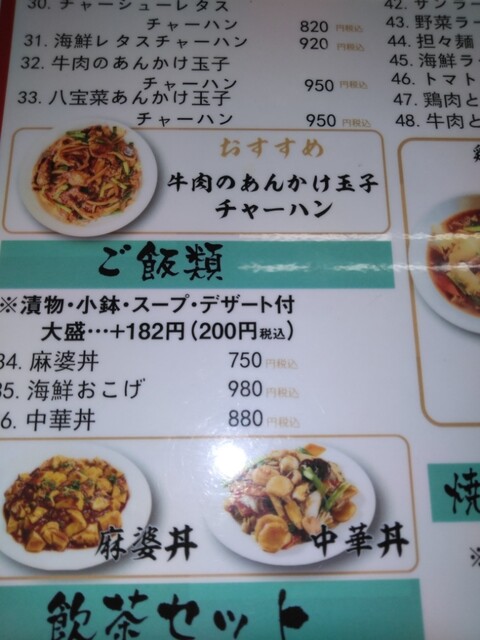 30. チャーシューレタス
チャーハン 820 円税込
31. 海鮮レタスチャーハン 920 円税込
32. 牛肉のあんかけ玉子
チャーハン 950 円税込
33. 八宝菜あんかけ玉子
チャーハン 950 円税込
おすすめ
牛肉のあんかけ玉子
チャーハン
ご飯類
※漬物・小鉢・スープ・デザート付
大盛…+182円(200円税込)
34. 麻婆丼 750 円税込
35. 海鮮おこげ 980 円税込
6. 中華丼 880 円税込
麻婆丼
中華丼
飲茶セット
43. 野菜ラー
44. 担々麺
45. 海鮮ラ
46. トマト
47. 鶏肉と
48. 牛肉と
焼
※